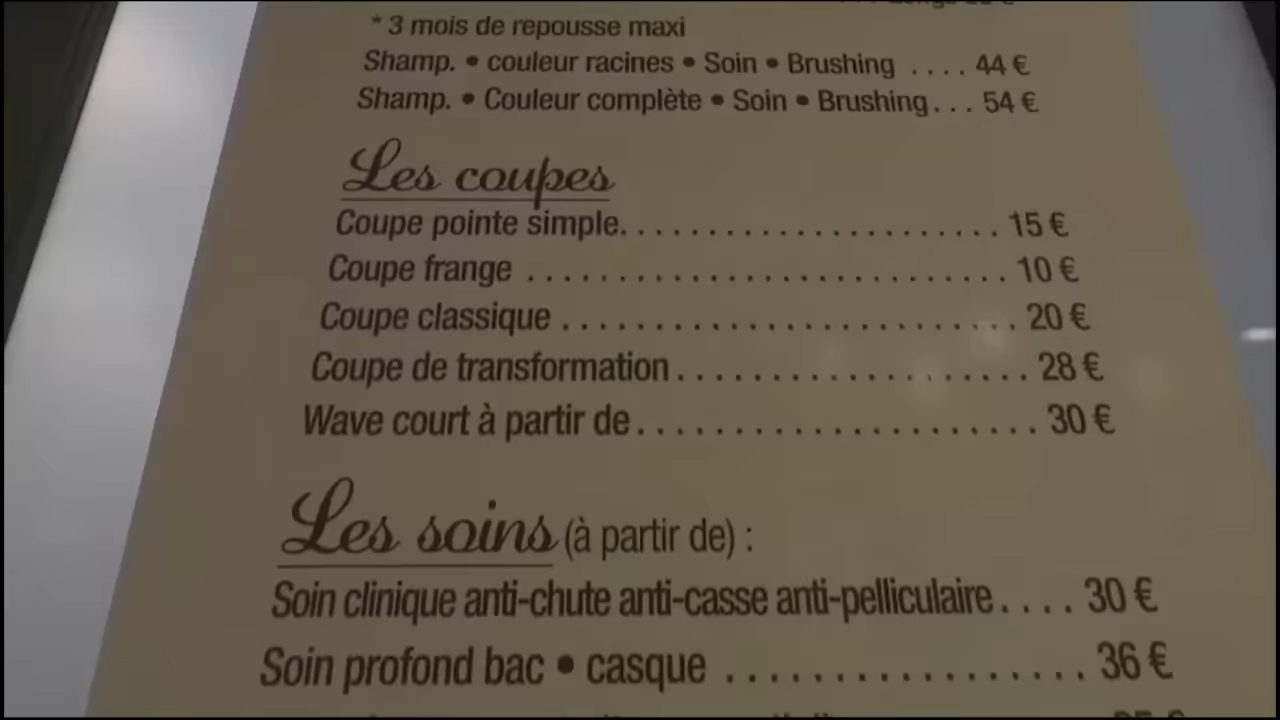 * 3 mois de repousse maxi
Shamp. • couleur racines • Soin • Brushing .... 44 €
Shamp. • Couleur complète • Soin • Brushing... 54 €
Les coupes
Coupe pointe simple...................... 15 €
Coupe frange .......................... 10 €
Coupe classique ........................ 20 €
Coupe de transformation.................. 28 €
Wave court à partir de..................... 30 €
Les soins (à partir de) :
Soin clinique anti-chute anti-casse anti-pelliculaire.... 30 €
Soin profond bac • casque ................. 36 €